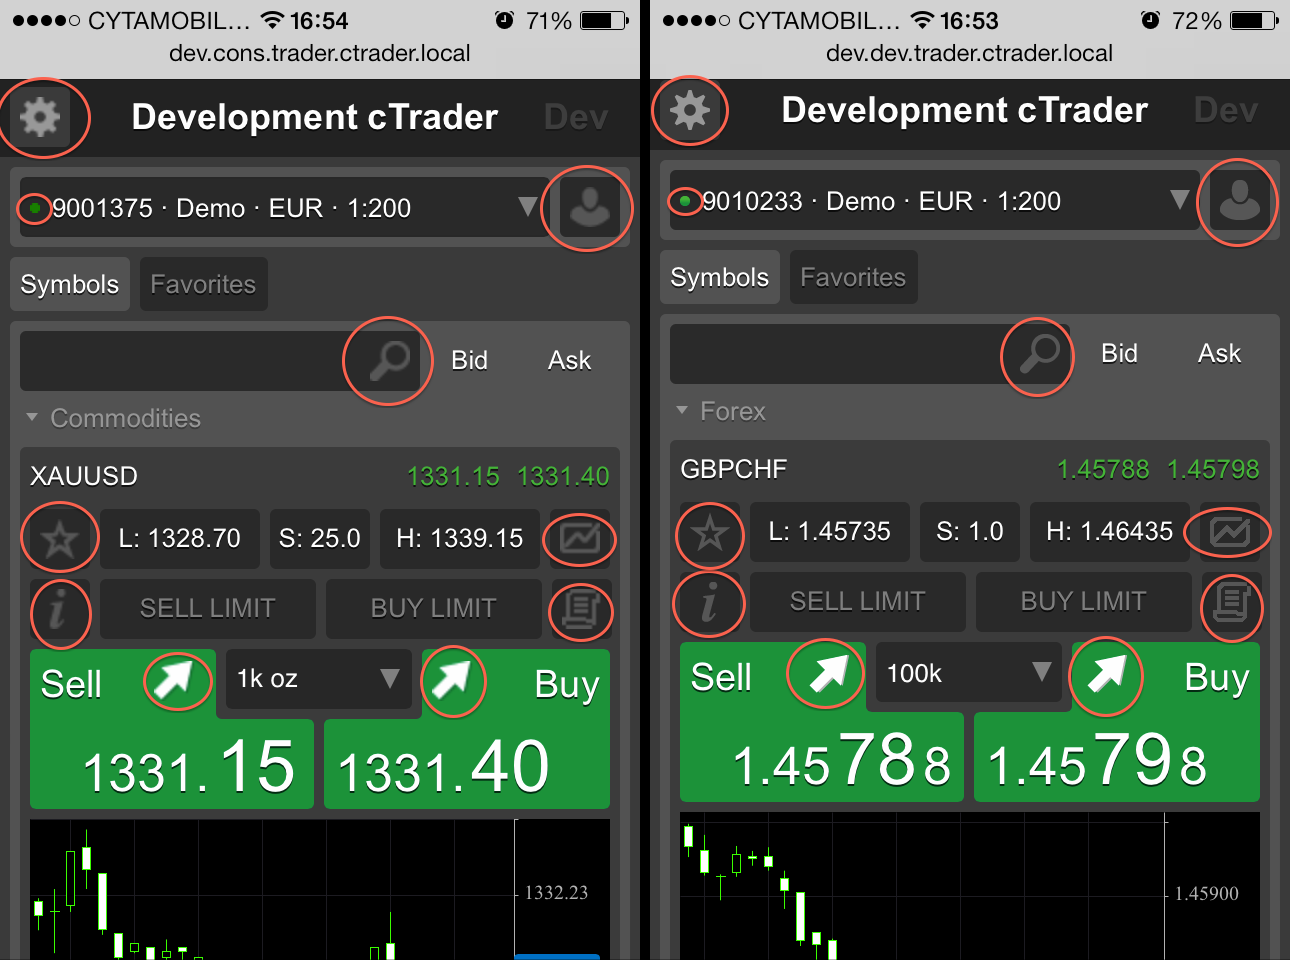 CYTAMOBIL... 16:54 71%
dev.cons.trader.ctrader.local
Development cTrader Dev
9001375 · Demo · EUR · 1:200
Symbols Favorites
Bid Ask
Commodities
XAUUSD 1331.15 1331.40
L: 1328.70 S: 25.0 H: 1339.15
i SELL LIMIT BUY LIMIT
Sell 1k oz Buy
1331.15 1331.40
1332.23
CYTAMOBIL... 16:53 72%
dev.dev.trader.ctrader.local
Development cTrader Dev
9010233 · Demo · EUR · 1:200
Symbols Favorites
Bid Ask
Forex
GBPCHF 1.45788 1.45798
L: 1.45735 S: 1.0 H: 1.46435
i SELL LIMIT BUY LIMIT
Sell 100k Buy
1.45788 1.45798
1.45900